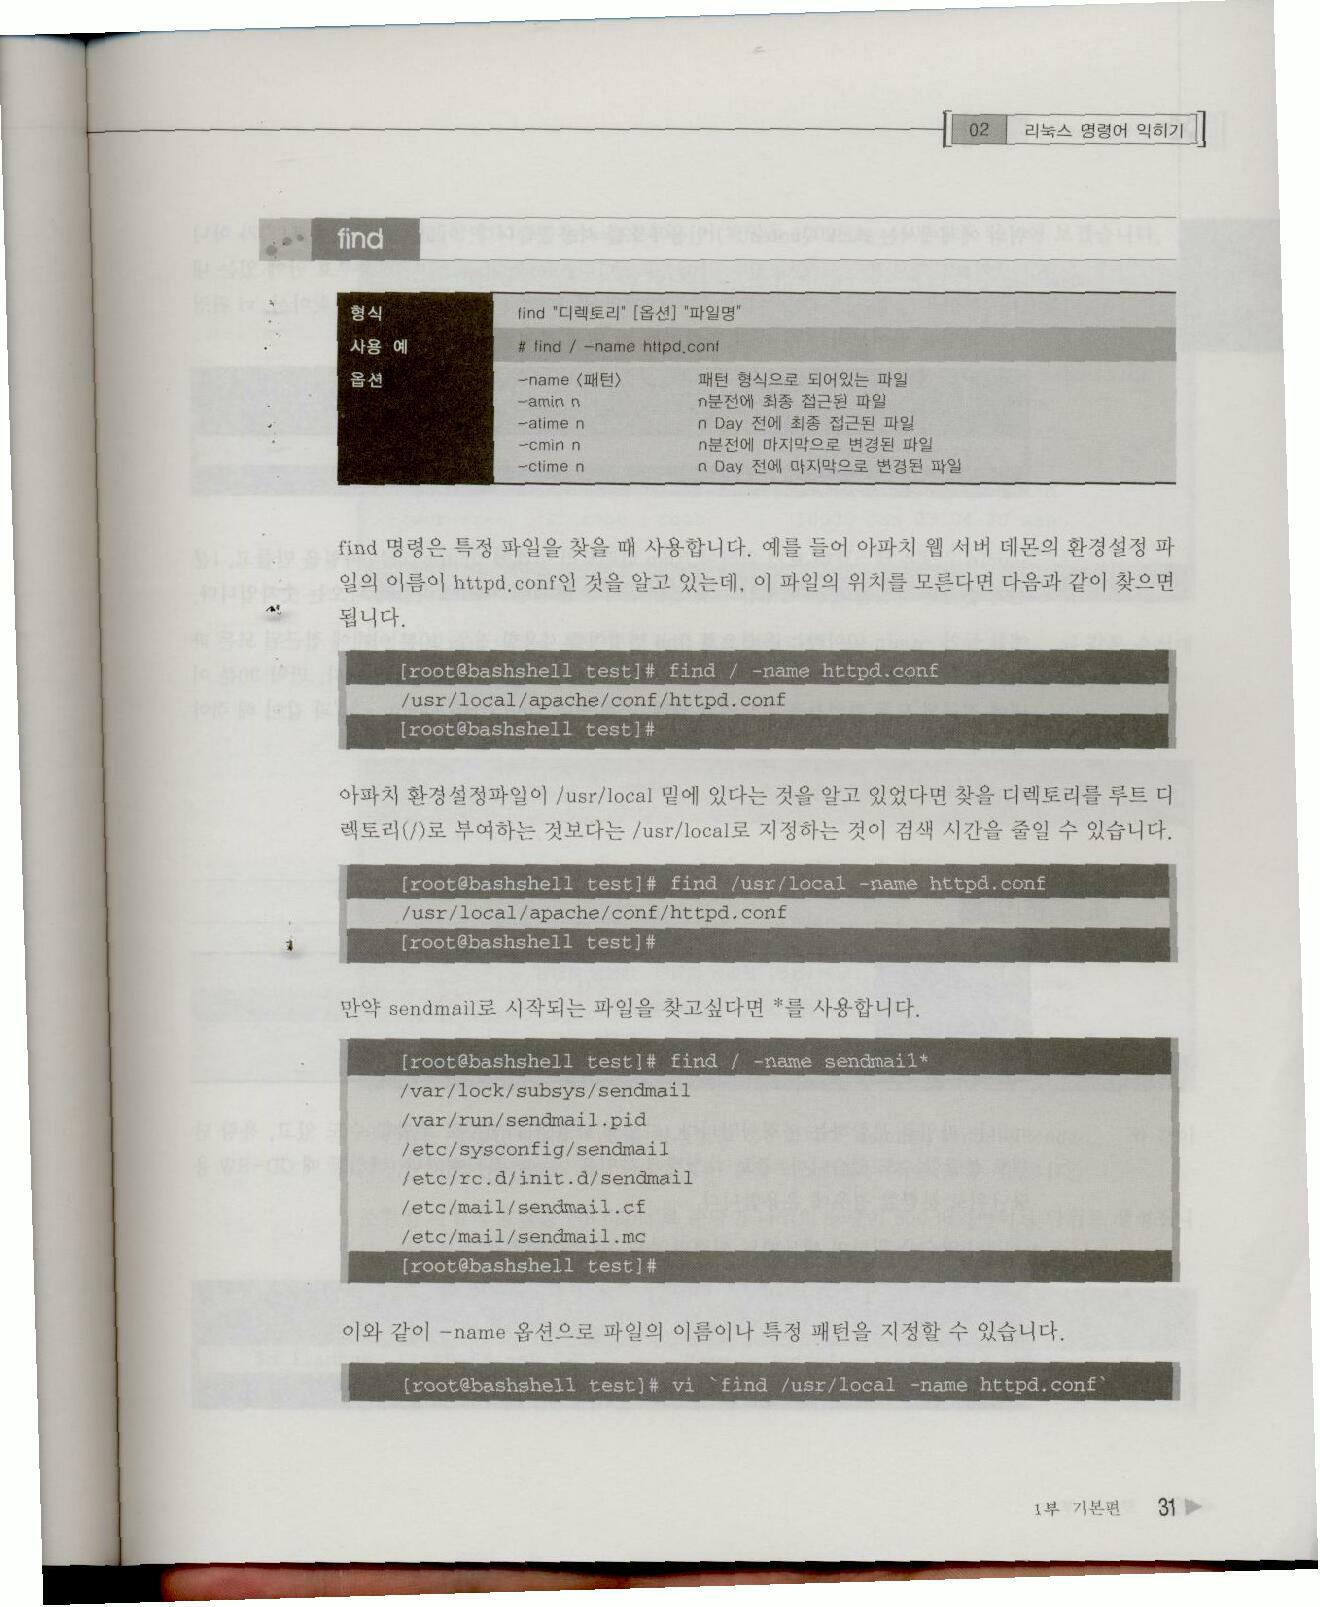 02 리눅스 명령어 익히기
find
형식 find "디렉토리" [옵션] "파일명"
사용 예 # find / -name httpd.conf
옵션 -name 〈패턴〉 패턴 형식으로 되어있는 파일
-amin n n분전에 최종 접근된 파일
-atime n n Day 전에 최종 접근된 파일
-cmin n n분전에 마지막으로 변경된 파일
-ctime n n Day 전에 마지막으로 변경된 파일
find 명령은 특정 파일을 찾을 때 사용합니다. 예를 들어 아파치 웹 서버 데몬의 환경설정 파
일의 이름이 httpd.conf인 것을 알고 있는데, 이 파일의 위치를 모른다면 다음과 같이 찾으면
됩니다.
[root@bashshell test]# find / -name httpd.conf
/usr/local/apache/conf/httpd.conf
[root@bashshell test]#
아파치 환경설정파일이 /usr/local 밑에 있다는 것을 알고 있었다면 찾을 디렉토리를 루트 디
렉토리(/)로 부여하는 것보다는 /usr/local로 지정하는 것이 검색 시간을 줄일 수 있습니다.
[root@bashshell test]# find /usr/local -name httpd.conf
/usr/local/apache/conf/httpd.conf
[root@bashshell test]#
만약 sendmail로 시작되는 파일을 찾고싶다면 *를 사용합니다.
[root@bashshell test]# find / -name sendmail*
/var/lock/subsys/sendmail
/var/run/sendmail.pid
/etc/sysconfig/sendmail
/etc/rc.d/init.d/sendmail
/etc/mail/sendmail.cf
/etc/mail/sendmail.mc
[root@bashshell test]#
이와 같이 -name 옵션으로 파일의 이름이나 특정 패턴을 지정할 수 있습니다.
[root@bashshell test]# vi `find /usr/local -name httpd.conf`
1부 기본편 31